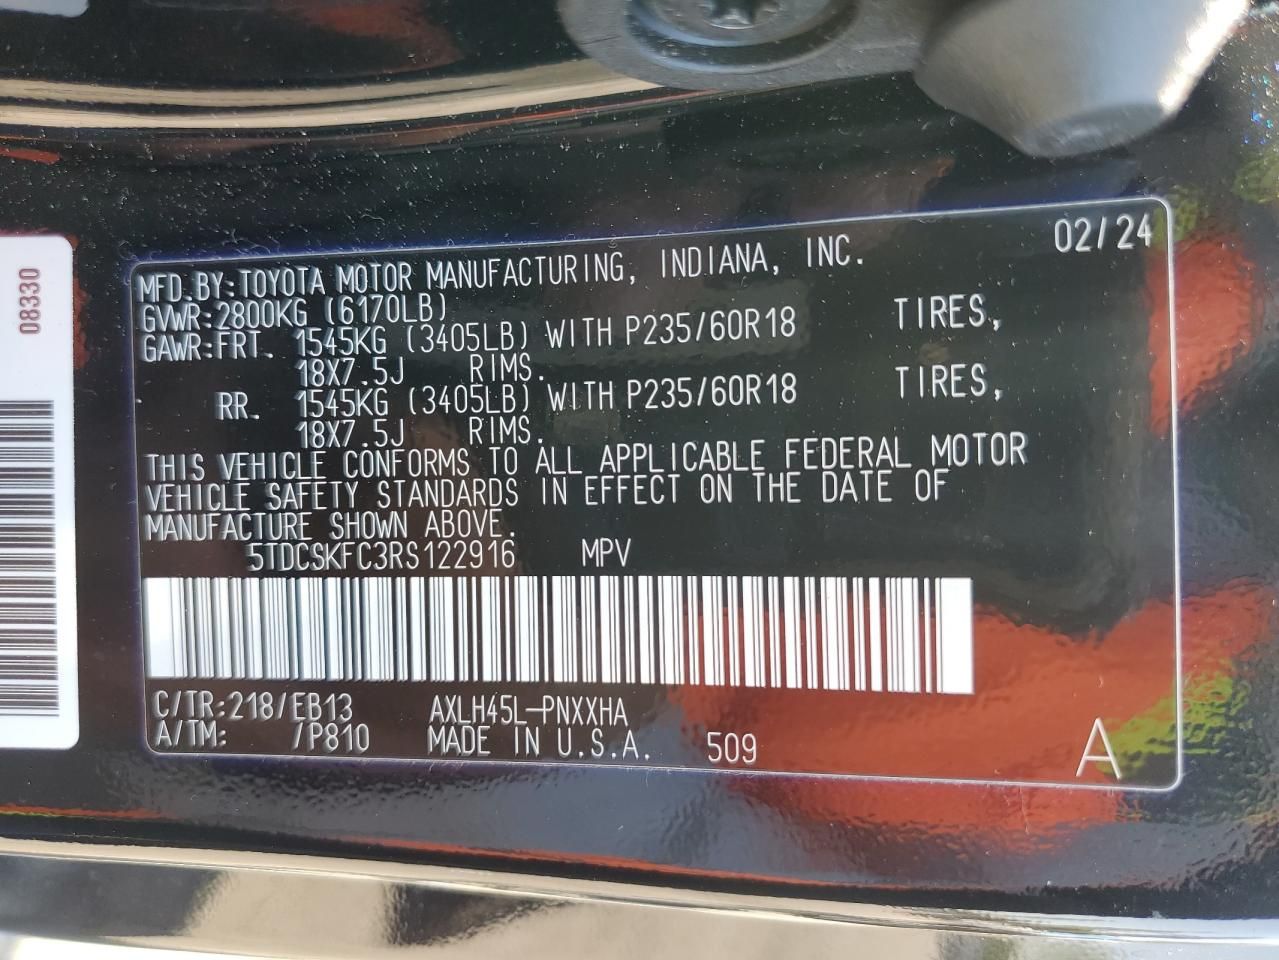 08330
02/24
MFD.BY:TOYOTA MOTOR MANUFACTURING, INDIANA, INC.
GVWR:2800KG (6170LB)
GAWR:FRT. 1545KG (3405LB) WITH P235/60R18 TIRES,
18X7.5J RIMS.
RR. 1545KG (3405LB) WITH P235/60R18 TIRES,
18X7.5J RIMS.
THIS VEHICLE CONFORMS TO ALL APPLICABLE FEDERAL MOTOR
VEHICLE SAFETY STANDARDS IN EFFECT ON THE DATE OF
MANUFACTURE SHOWN ABOVE.
5TDCSKFC3RS122916 MPV
C/TR:218/EB13 AXLH45L-PNXXHA
A/TM: /P810 MADE IN U.S.A. 509 A